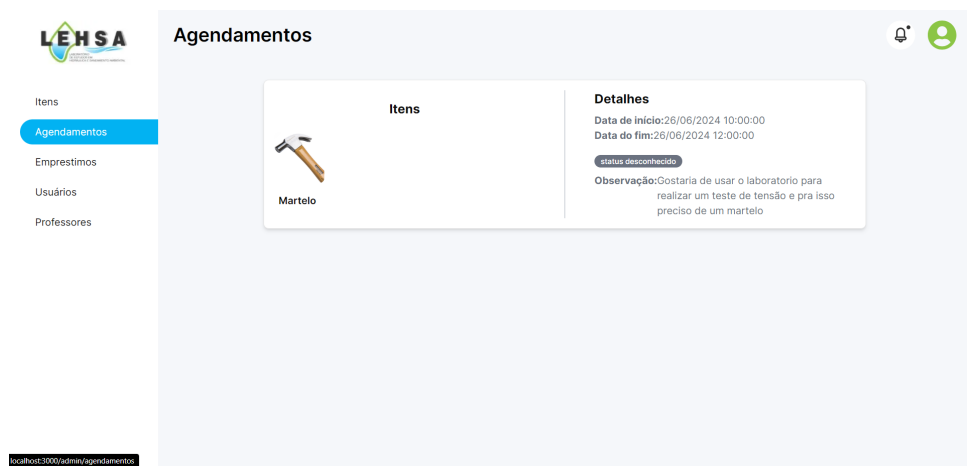 LEHSA
Agendamentos
Itens
Agendamentos
Emprestimos
Usuários
Professores
Itens
Martelo
Detalhes
Data de início:26/06/2024 10:00:00
Data do fim:26/06/2024 12:00:00
status desconhecido
Observação:Gostaria de usar o laboratorio para
realizar um teste de tensão e pra isso
preciso de um martelo
localhost:3000/admin/agendamentos